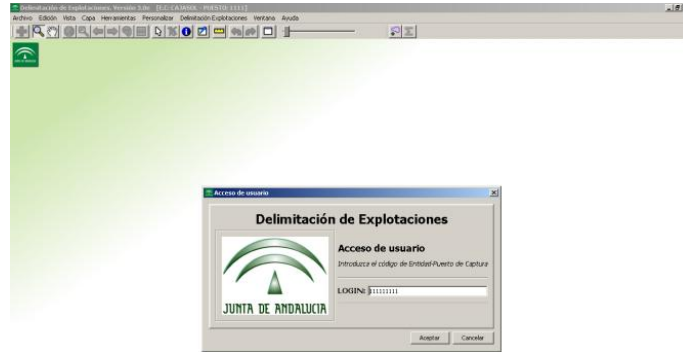 Delimitación de Explotaciones. Versión 3.0e [E.C: CAJASOL - PUESTO: 1111]
Archivo Edición Vista Capa Herramientas Personalizar Delimitación Explotaciones Ventana Ayuda
Acceso de usuario
Delimitación de Explotaciones
Acceso de usuario
Introduzca el código de Entidad-Puesto de Captura
LOGIN:
JUNTA DE ANDALUCIA
Aceptar Cancelar